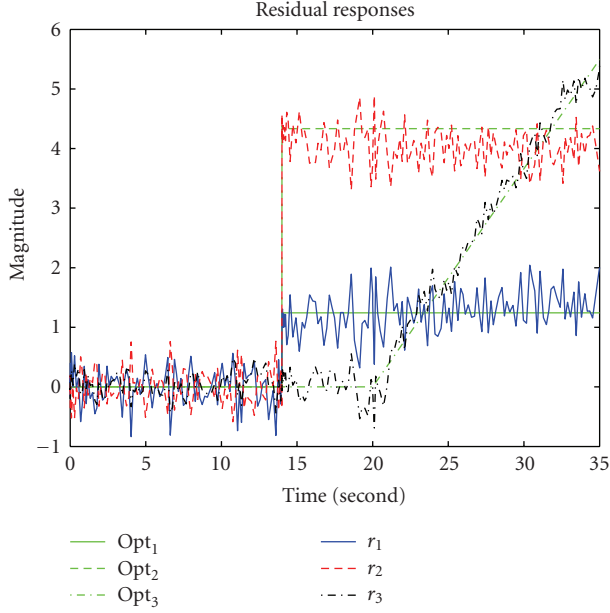 Residual responses
6
5
4
3
2
1
0
−1
Magnitude
0 5 10 15 20 25 30 35
Time (second)
Opt₁ r₁
Opt₂ r₂
Opt₃ r₃